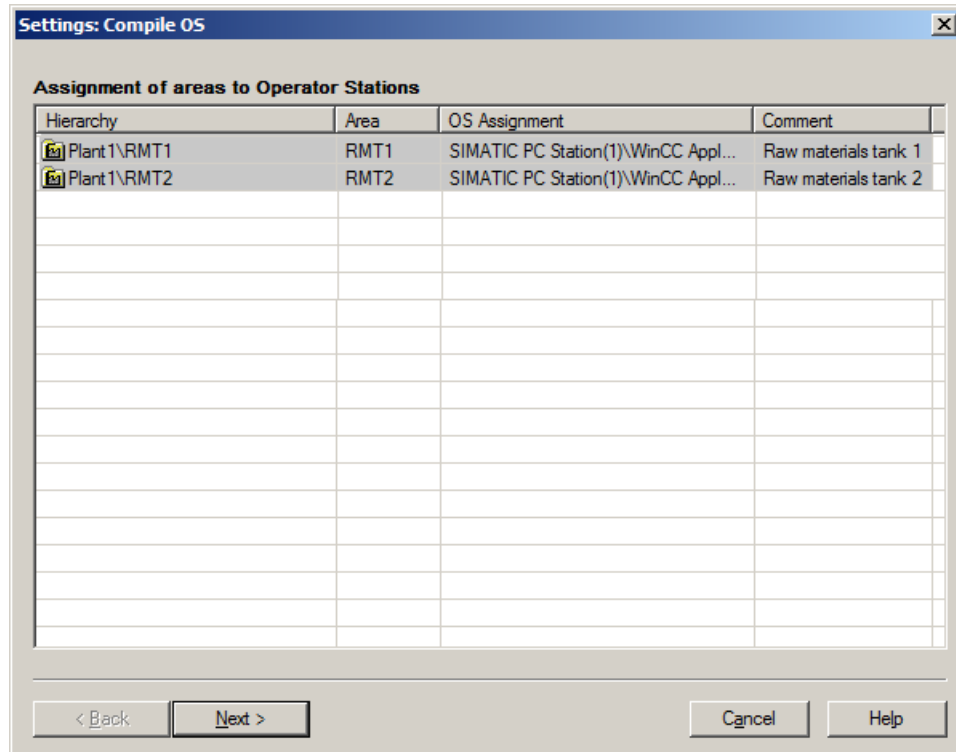 Settings: Compile OS
Assignment of areas to Operator Stations
Hierarchy Area OS Assignment Comment
Plant1\RMT1 RMT1 SIMATIC PC Station(1)\WinCC Appl... Raw materials tank 1
Plant1\RMT2 RMT2 SIMATIC PC Station(1)\WinCC Appl... Raw materials tank 2
< Back Next > Cancel Help